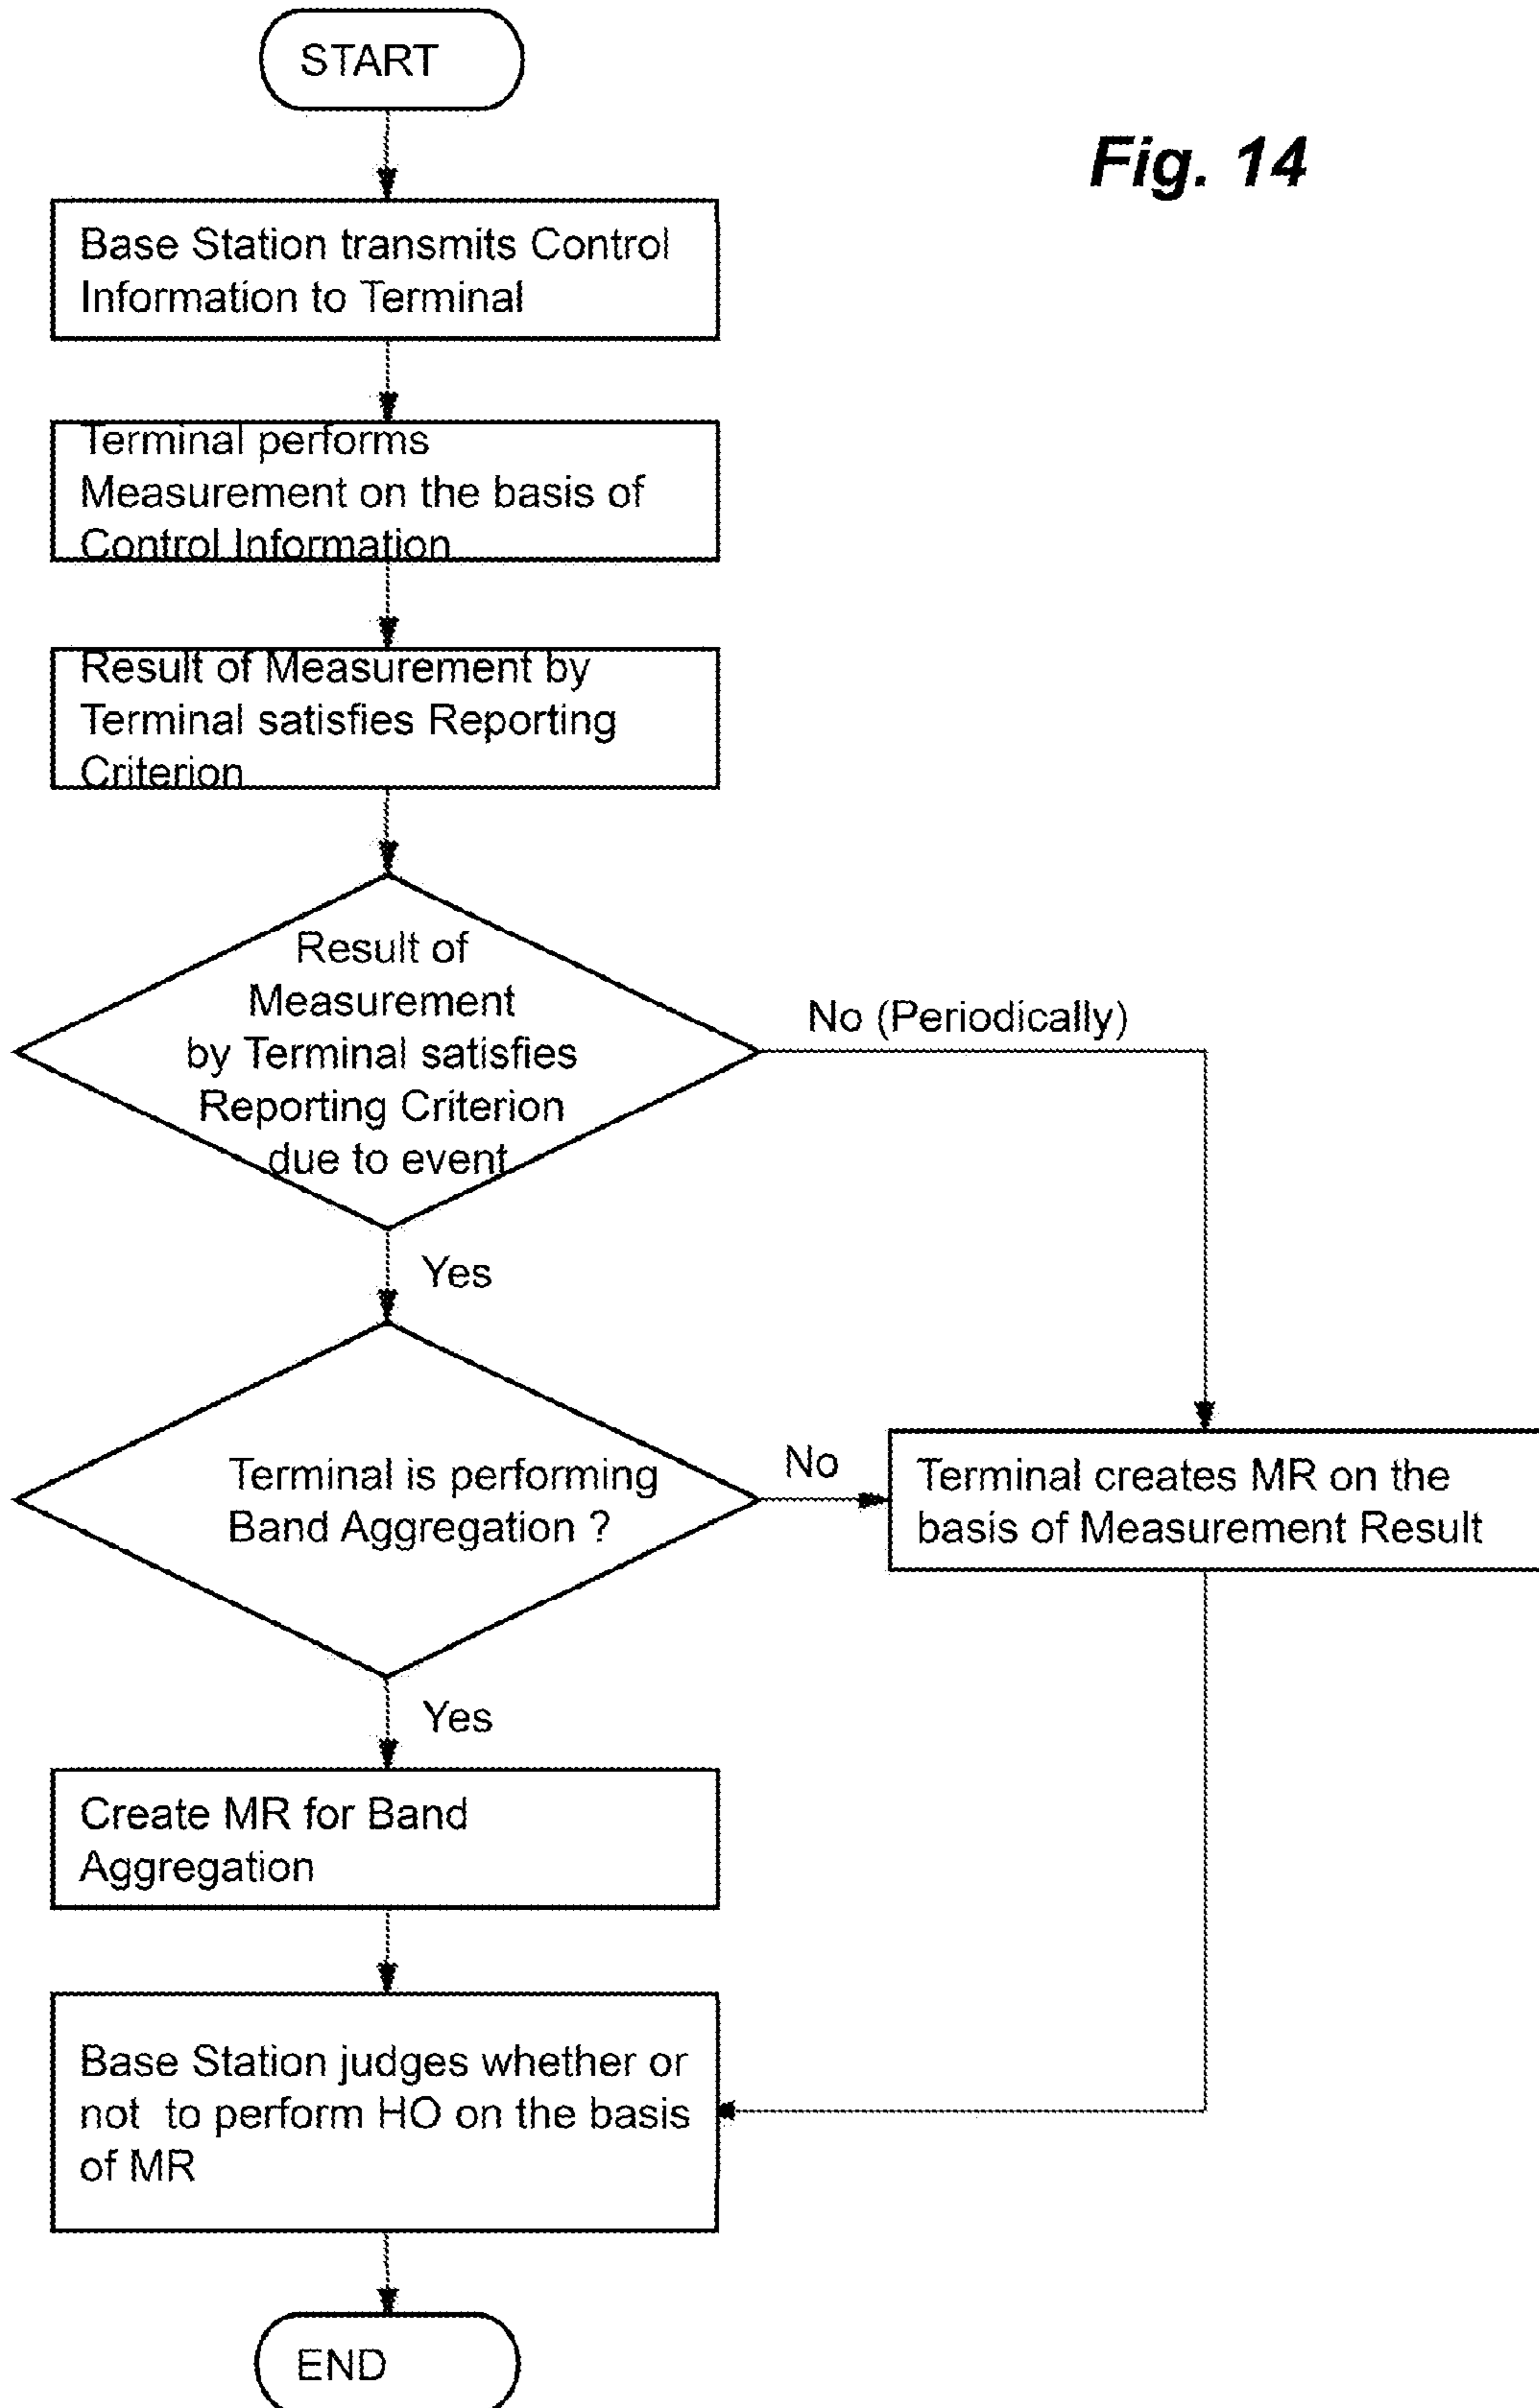 START
Fig. 14
Base Station transmits Control
Information to Terminal
Terminal performs
Measurement on the basis of
Control Information
Result of Measurement by
Terminal satisfies Reporting
Criterion
Result of
Measurement
by Terminal satisfies
Reporting Criterion
due to event
No (Periodically)
Yes
Terminal is performing
Band Aggregation ?
No
Terminal creates MR on the
basis of Measurement Result
Yes
Create MR for Band
Aggregation
Base Station judges whether or
not to perform HO on the basis
of MR
END